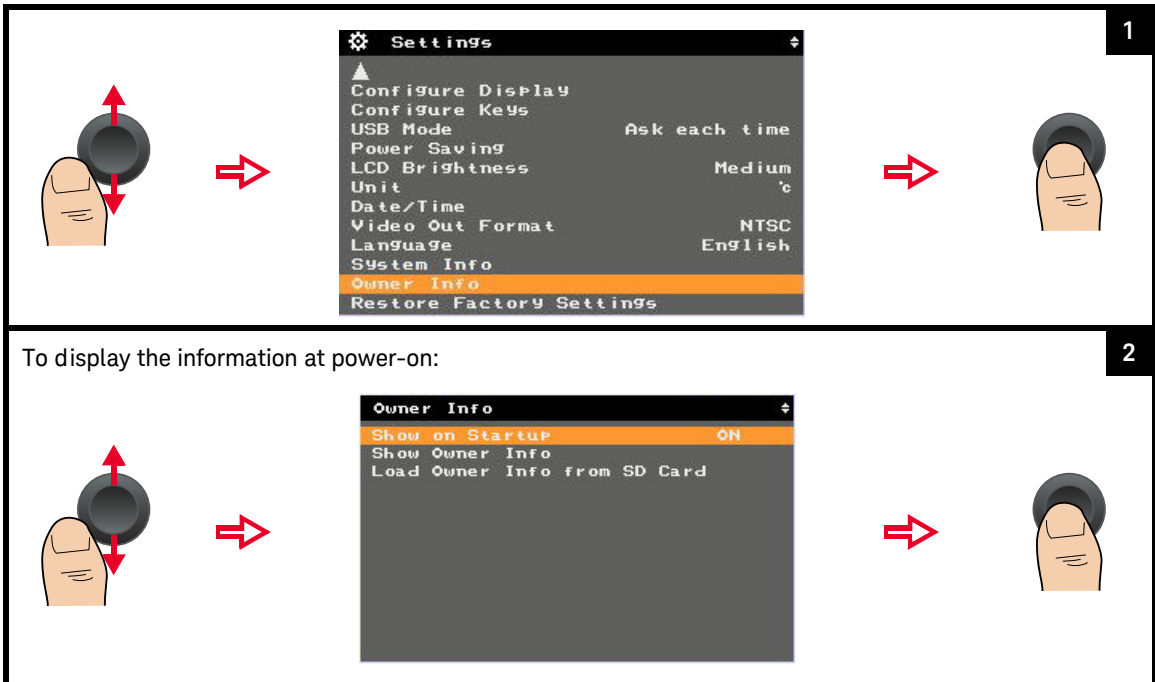 1
Settings
Configure Display
Configure Keys
USB Mode Ask each time
Power Saving
LCD Brightness Medium
Unit °c
Date/Time
Video Out Format NTSC
Language English
System Info
Owner Info
Restore Factory Settings
2
To display the information at power-on:
Owner Info
Show on Startup ON
Show Owner Info
Load Owner Info from SD Card